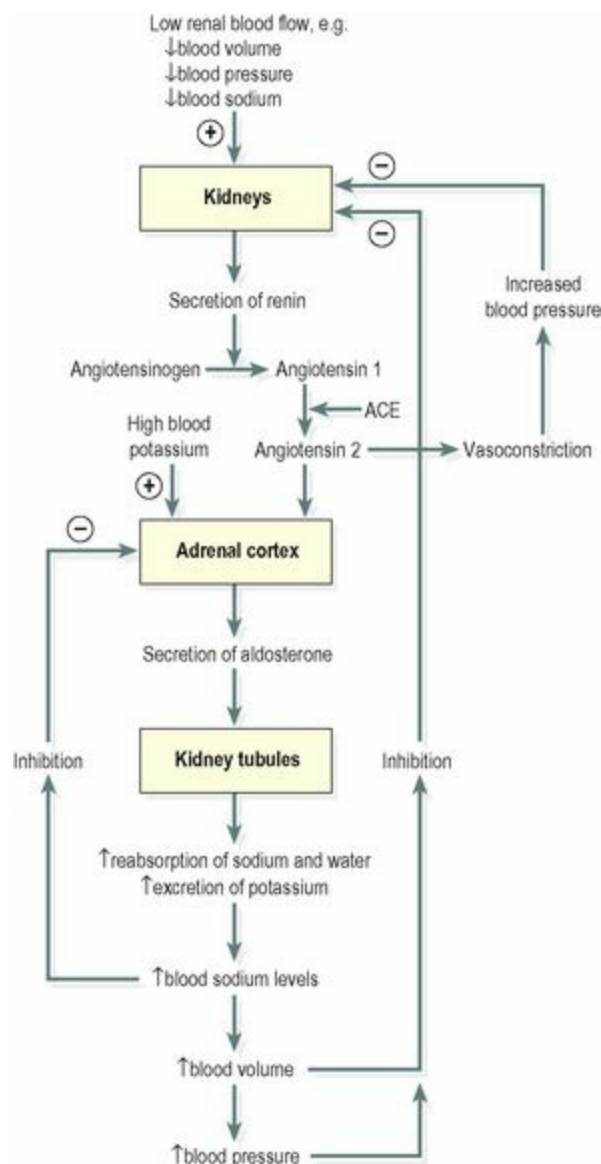 Low renal blood flow, e.g.
↓blood volume
↓blood pressure
↓blood sodium
+
−
Kidneys
−
Increased
blood pressure
Secretion of renin
Angiotensinogen
Angiotensin 1
ACE
High blood
potassium
Angiotensin 2
Vasoconstriction
+
−
Adrenal cortex
Secretion of aldosterone
Inhibition
Kidney tubules
Inhibition
↑reabsorption of sodium and water
↑excretion of potassium
↑blood sodium levels
↑blood volume
↑blood pressure